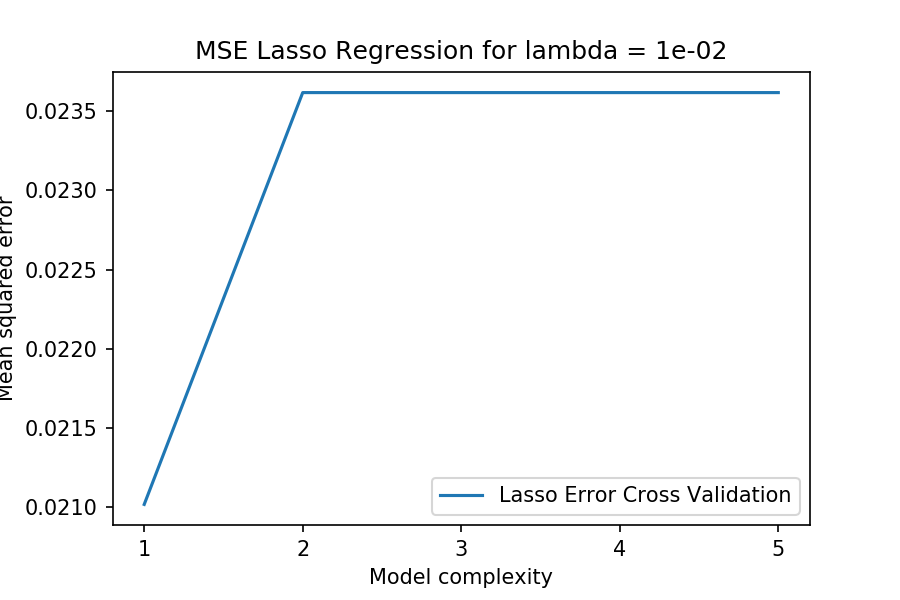 MSE Lasso Regression for lambda = 1e-02
0.0235
0.0230
0.0225
0.0220
0.0215
0.0210
Mean squared error
Lasso Error Cross Validation
1 2 3 4 5
Model complexity